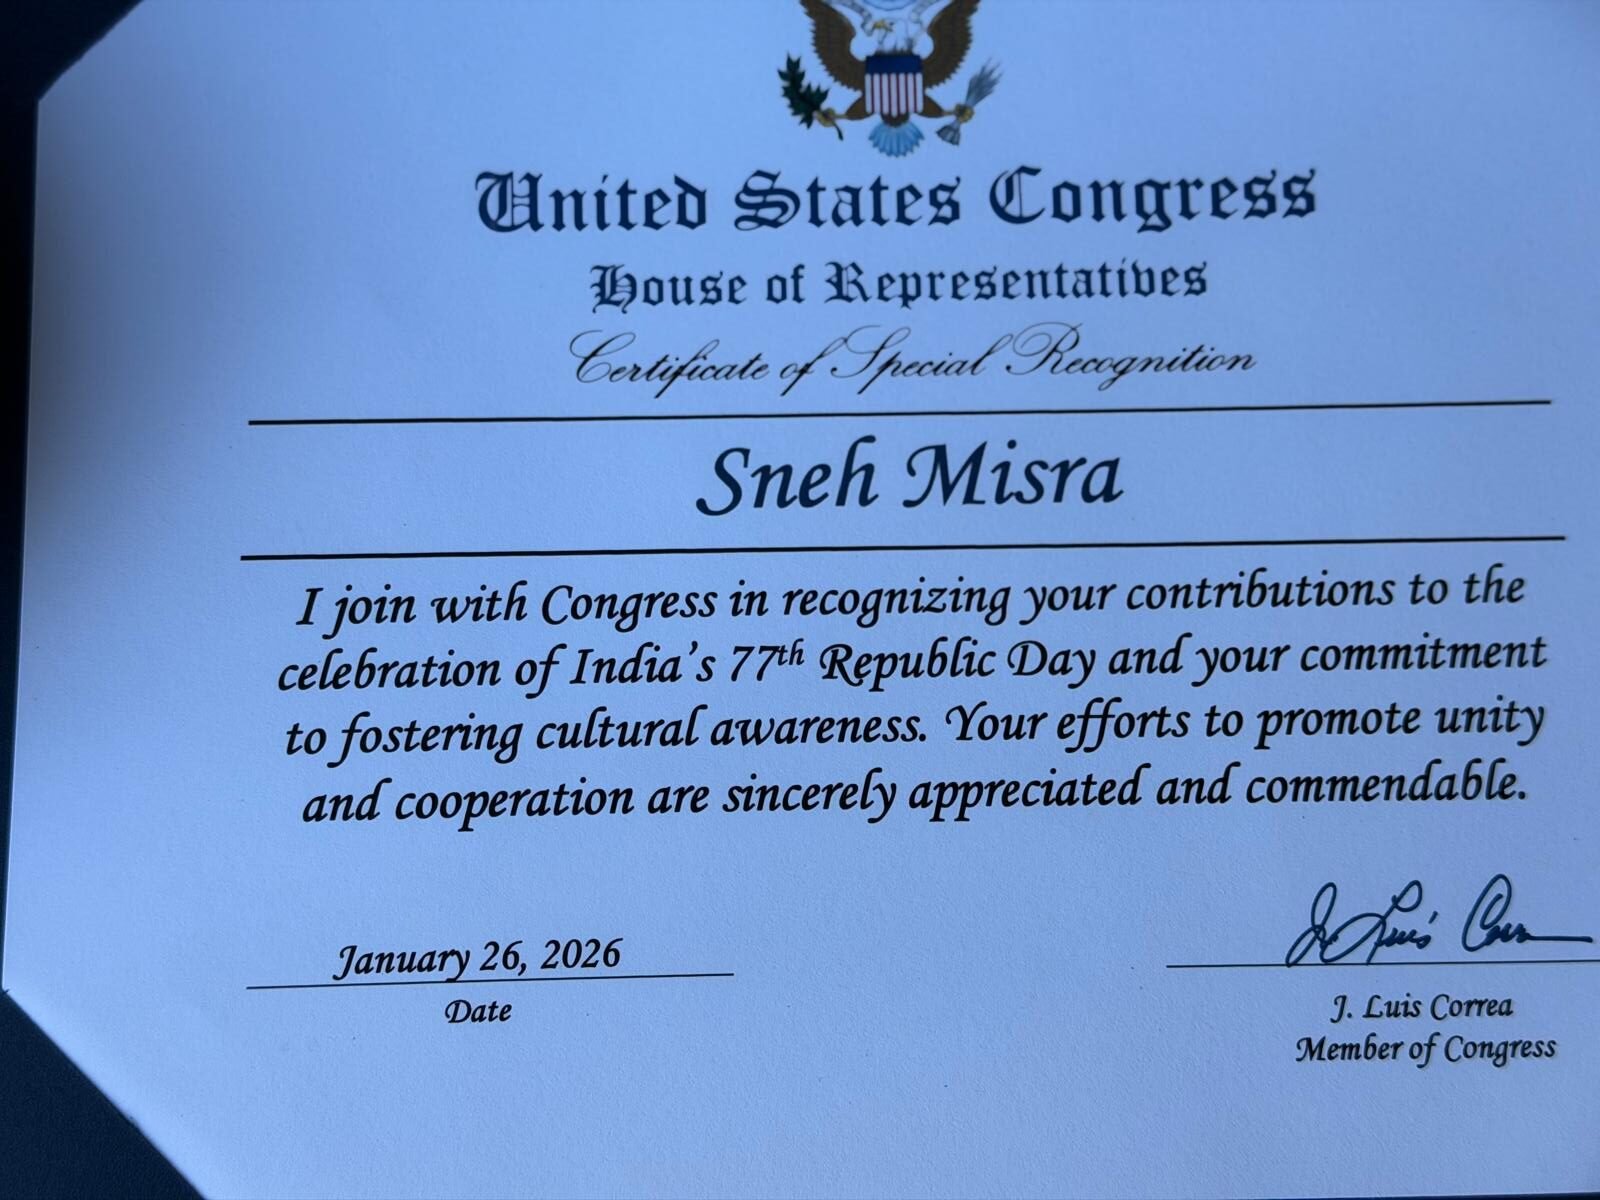 United States Congress
House of Representatives
Certificate of Special Recognition
Sneh Misra
I join with Congress in recognizing your contributions to the
celebration of India's 77th Republic Day and your commitment
to fostering cultural awareness. Your efforts to promote unity
and cooperation are sincerely appreciated and commendable.
J. Luis Correa
January 26, 2026
Date
J. Luis Correa
Member of Congress